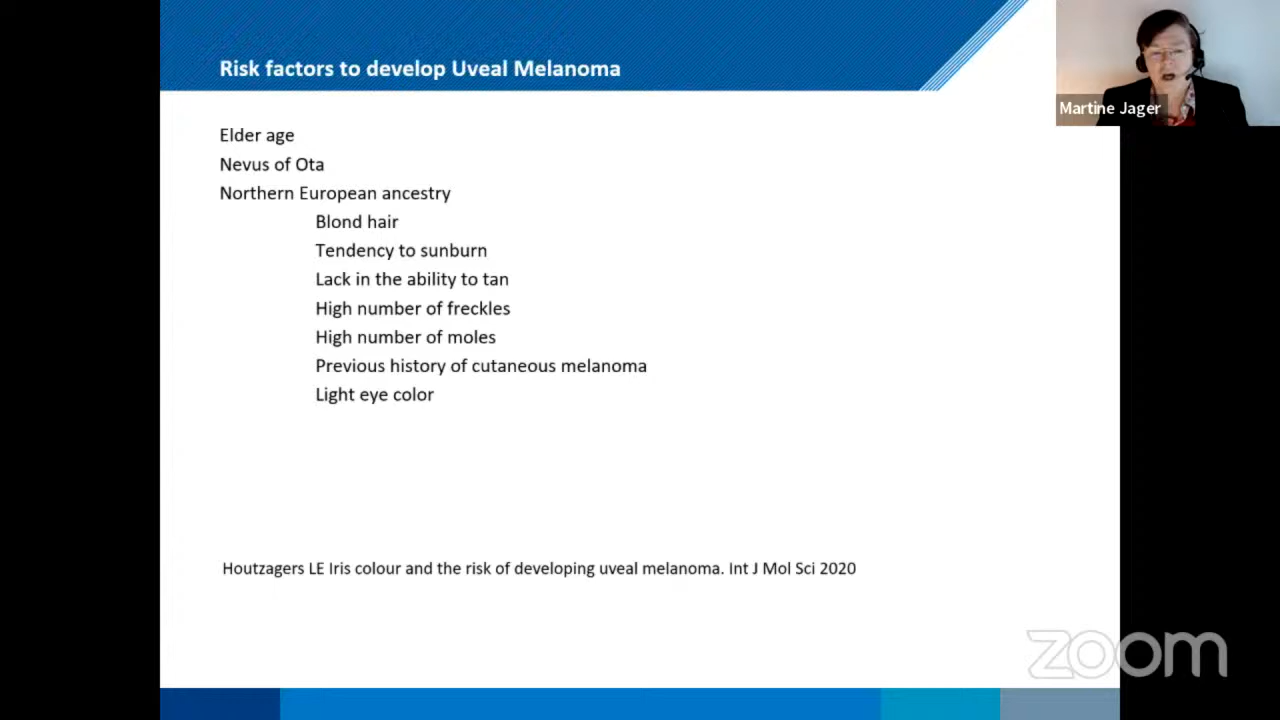 Risk factors to develop Uveal Melanoma
Martine Jager
Elder age
Nevus of Ota
Northern European ancestry
Blond hair
Tendency to sunburn
Lack in the ability to tan
High number of freckles
High number of moles
Previous history of cutaneous melanoma
Light eye color
Houtzagers LE Iris colour and the risk of developing uveal melanoma. Int J Mol Sci 2020
zoom